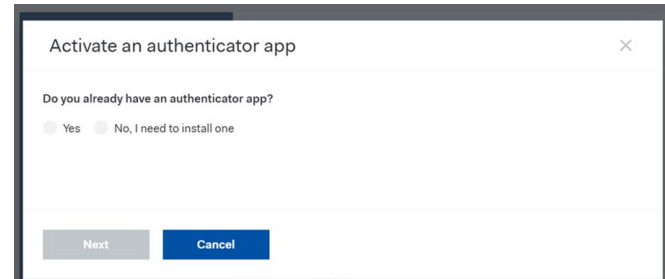 Activate an authenticator app
Do you already have an authenticator app?
Yes No, I need to install one
Next Cancel